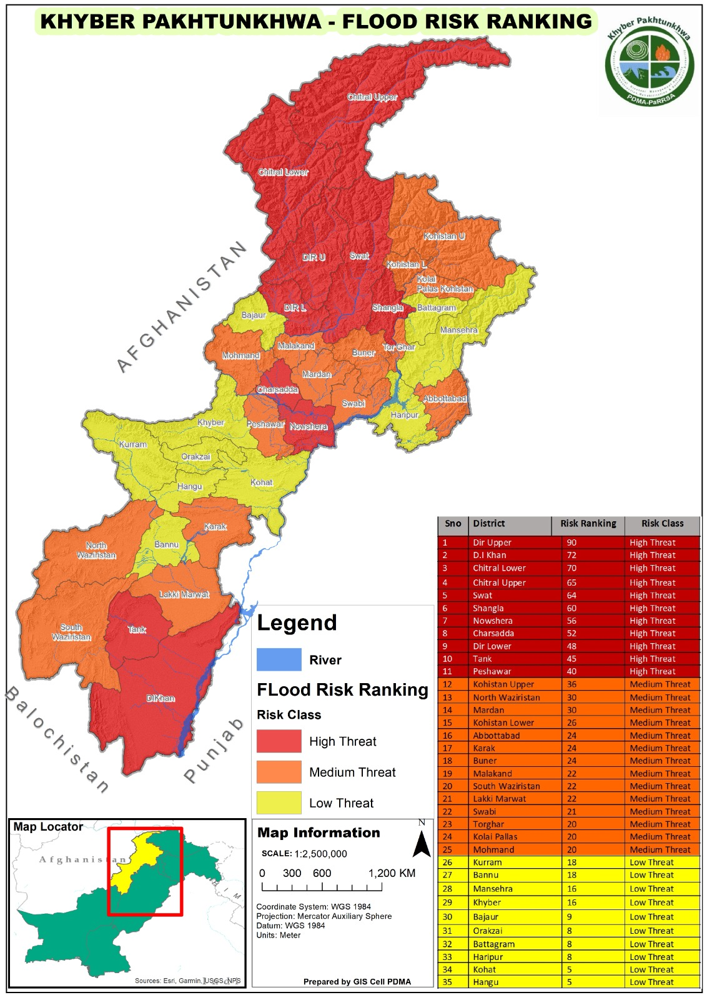 KHYBER PAKHTUNKHWA - FLOOD RISK RANKING
Khyber Pakhtunkhwa
PDMA-PaRRSA
Chitral Upper
Chitral Lower
Kohistan U
DIR U
Swat
Kohistan L
Kolai
Palas Kohistan
DIR L
Shangla
Battagram
Bajaur
Mansehra
Malakand
Tor Ghar
Buner
Mohmand
Mardan
Charsadda
Abbottabad
Swabi
Haripur
Khyber
Peshawar
Nowshera
Kurram
Orakzai
Hangu
Kohat
Karak
Bannu
North
Waziristan
Lakki Marwat
Tank
South
Waziristan
DIKhan
AFGHANISTAN
Balochistan
Punjab
Legend
River
FLood Risk Ranking
Risk Class
High Threat
Medium Threat
Low Threat
Map Information
N
SCALE: 1:2,500,000
0 300 600 1,200 KM
Coordinate System: WGS 1984
Projection: Mercator Auxiliary Sphere
Datum: WGS 1984
Units: Meter
Prepared by GIS Cell PDMA
Map Locator
Afghanistan
Sources: Esri, Garmin, USGS, NPS
Sno District Risk Ranking Risk Class
1 Dir Upper 90 High Threat
2 D.I Khan 72 High Threat
3 Chitral Lower 70 High Threat
4 Chitral Upper 65 High Threat
5 Swat 64 High Threat
6 Shangla 60 High Threat
7 Nowshera 56 High Threat
8 Charsadda 52 High Threat
9 Dir Lower 48 High Threat
10 Tank 45 High Threat
11 Peshawar 40 High Threat
12 Kohistan Upper 36 Medium Threat
13 North Waziristan 30 Medium Threat
14 Mardan 30 Medium Threat
15 Kohistan Lower 26 Medium Threat
16 Abbottabad 24 Medium Threat
17 Karak 24 Medium Threat
18 Buner 24 Medium Threat
19 Malakand 22 Medium Threat
20 South Waziristan 22 Medium Threat
21 Lakki Marwat 22 Medium Threat
22 Swabi 21 Medium Threat
23 Torghar 20 Medium Threat
24 Kolai Pallas 20 Medium Threat
25 Mohmand 20 Medium Threat
26 Kurram 18 Low Threat
27 Bannu 18 Low Threat
28 Mansehra 16 Low Threat
29 Khyber 16 Low Threat
30 Bajaur 9 Low Threat
31 Orakzai 8 Low Threat
32 Battagram 8 Low Threat
33 Haripur 8 Low Threat
34 Kohat 5 Low Threat
35 Hangu 5 Low Threat